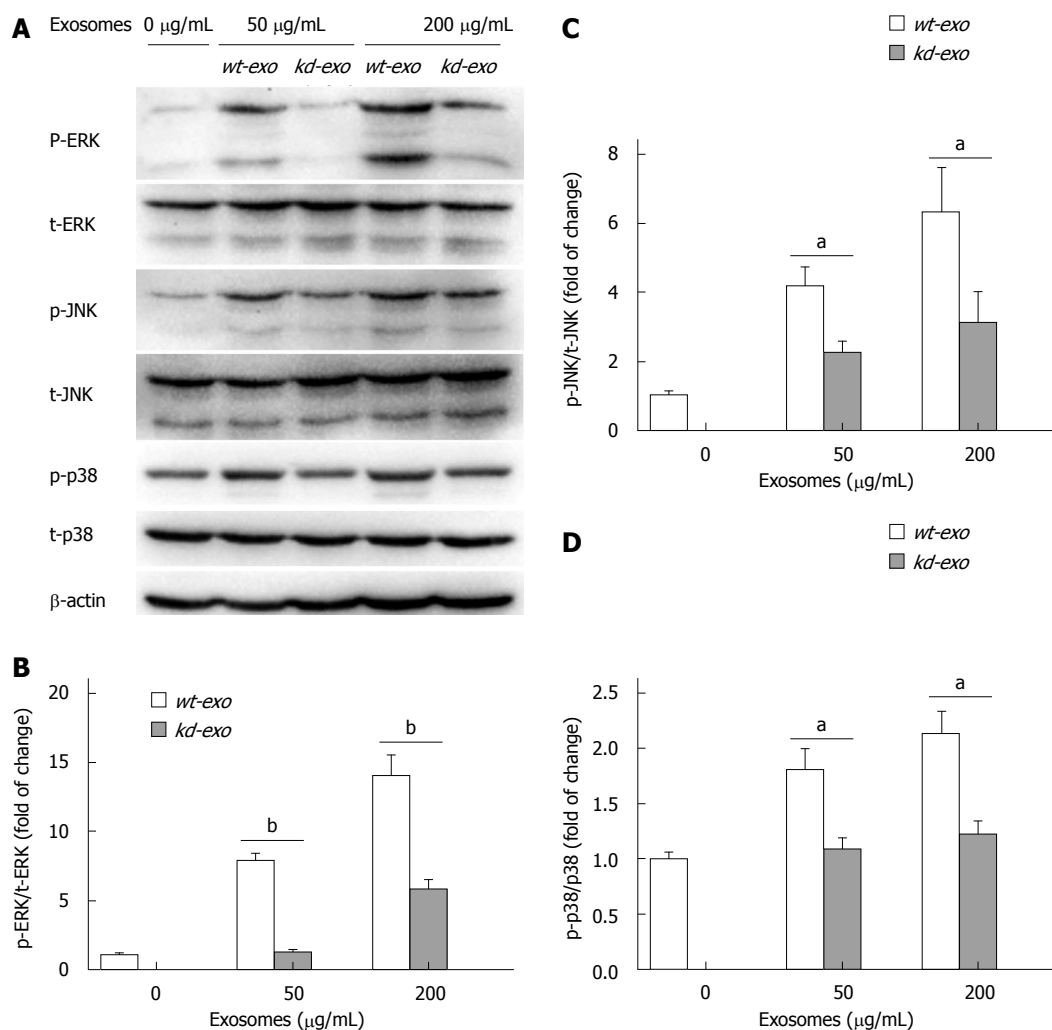 A
Exosomes 0 μg/mL 50 μg/mL 200 μg/mL
wt-exo kd-exo wt-exo kd-exo
P-ERK
t-ERK
p-JNK
t-JNK
p-p38
t-p38
β-actin
B
20
15
10
5
0
p-ERK/t-ERK (fold of change)
wt-exo
kd-exo
b
b
0 50 200
Exosomes (μg/mL)
C
wt-exo
kd-exo
8
6
4
2
0
p-JNK/t-JNK (fold of change)
a
a
0 50 200
Exosomes (μg/mL)
D
wt-exo
kd-exo
2.5
2.0
1.5
1.0
0.5
0.0
p-p38/p38 (fold of change)
a
a
0 50 200
Exosomes (μg/mL)